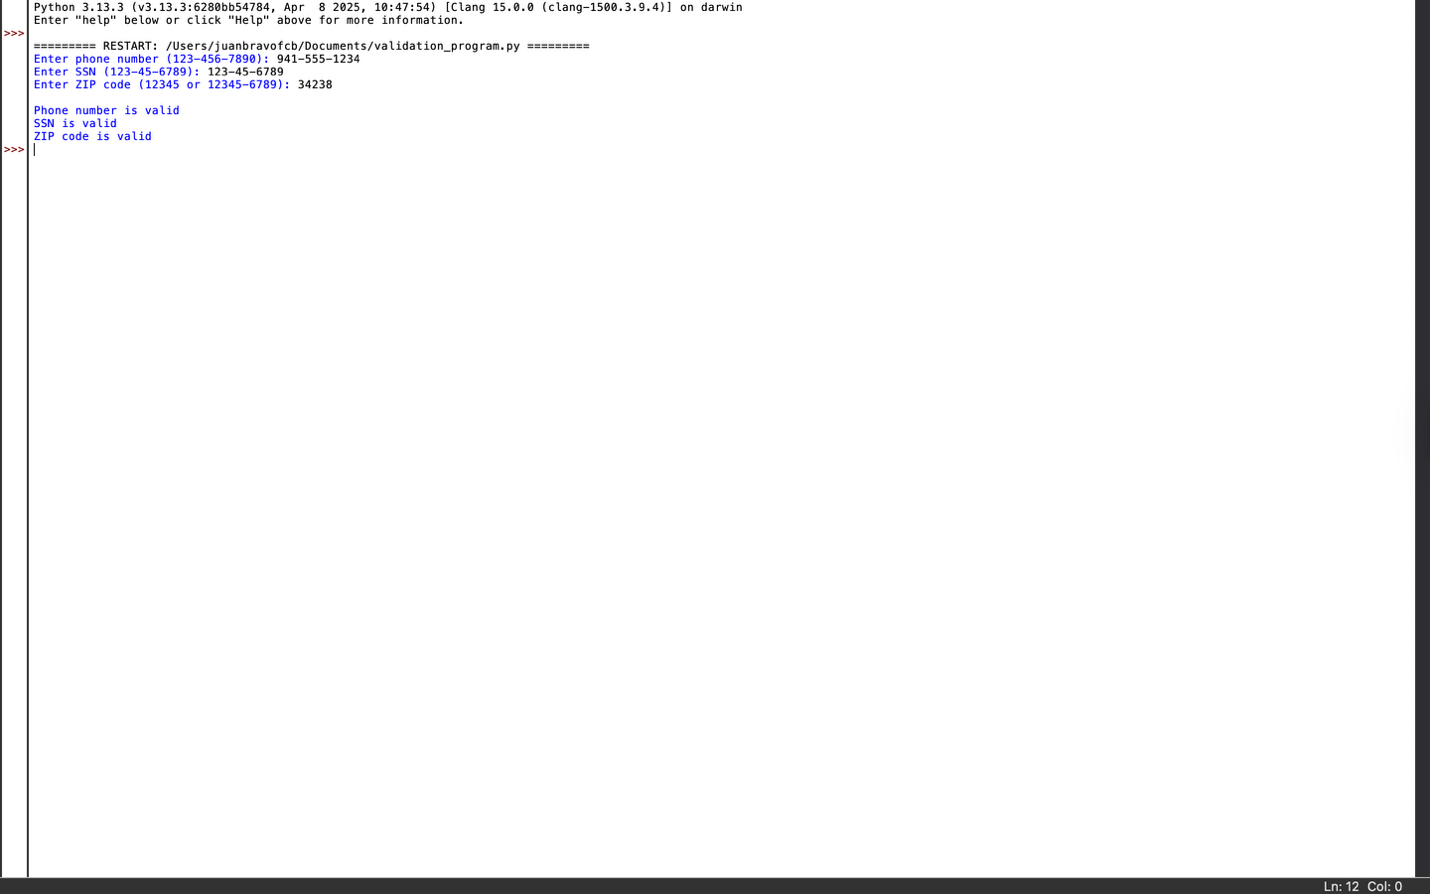 Python 3.13.3 (v3.13.3:6280bb54784, Apr  8 2025, 10:47:54) [Clang 15.0.0 (clang-1500.3.9.4)] on darwin
Enter "help" below or click "Help" above for more information.
>>>
========= RESTART: /Users/juanbravofcb/Documents/validation_program.py =========
Enter phone number (123-456-7890): 941-555-1234
Enter SSN (123-45-6789): 123-45-6789
Enter ZIP code (12345 or 12345-6789): 34238
Phone number is valid
SSN is valid
ZIP code is valid
>>>
Ln: 12 Col: 0